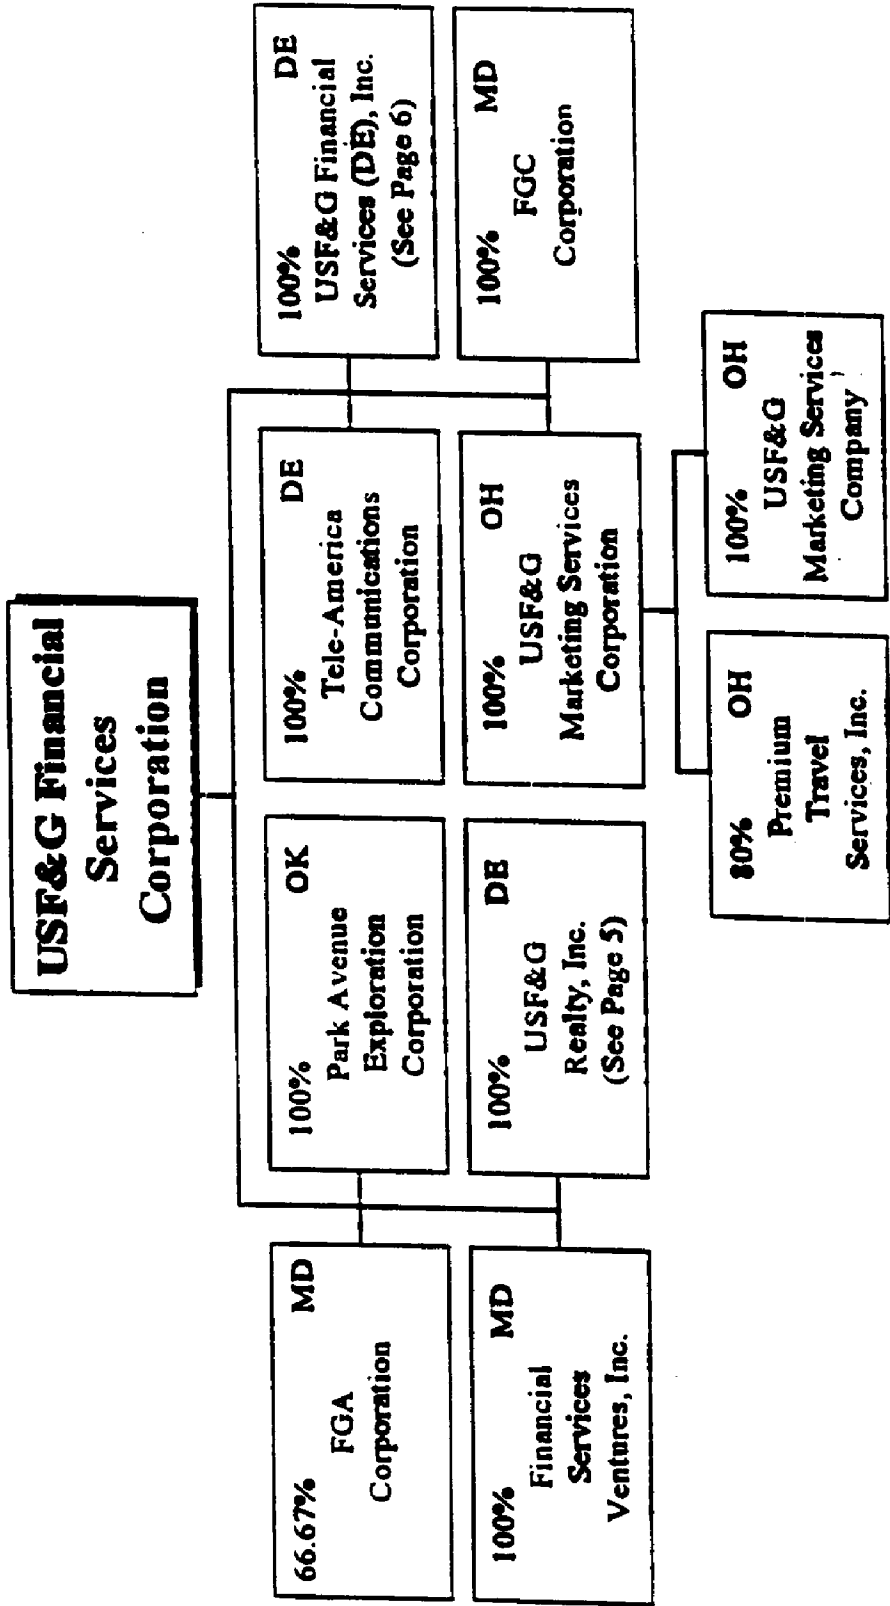 USF&G Financial
Services
Corporation
66.67% MD
FGA
Corporation
100% OK
Park Avenue
Exploration
Corporation
100% DE
Tele-America
Communications
Corporation
100% DE
USF&G Financial
Services (DE), Inc.
(See Page 6)
100% MD
Financial
Services
Ventures, Inc.
100% DE
USF&G
Realty, Inc.
(See Page 5)
100% OH
USF&G
Marketing Services
Corporation
100% MD
FGC
Corporation
80% OH
Premium
Travel
Services, Inc.
100% OH
USF&G
Marketing Services
Company